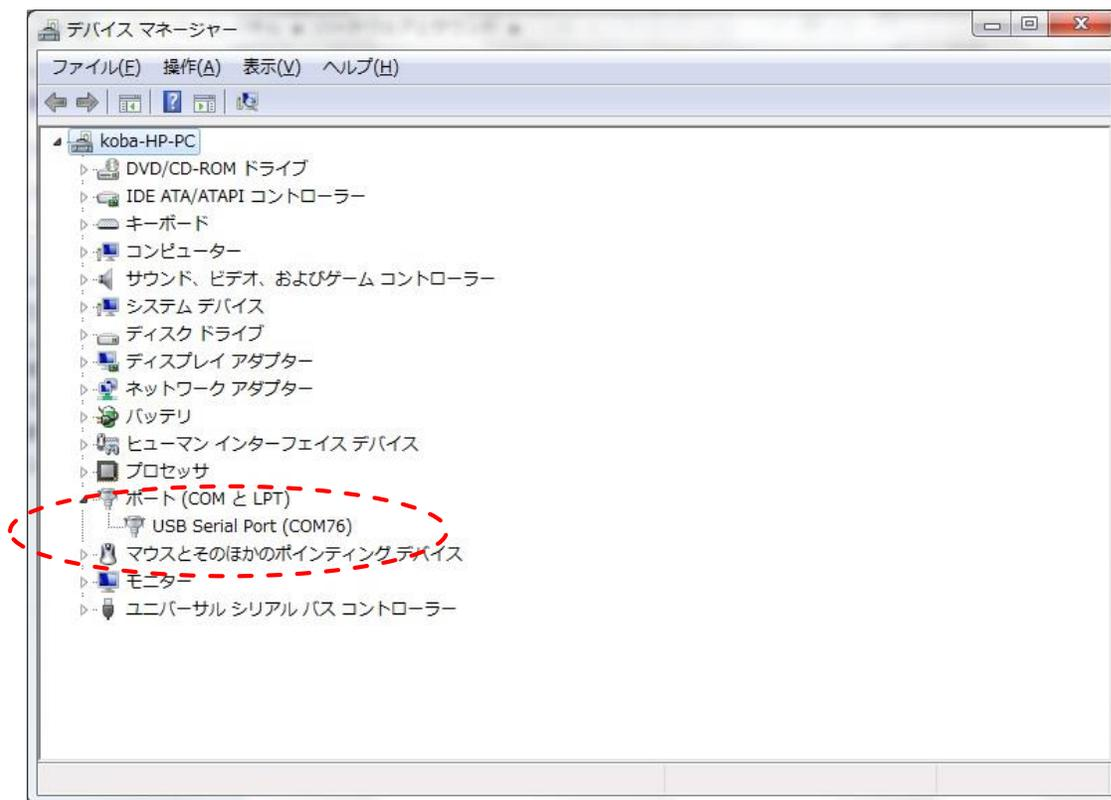 デバイス マネージャー
ファイル(F) 操作(A) 表示(V) ヘルプ(H)
koba-HP-PC
DVD/CD-ROM ドライブ
IDE ATA/ATAPI コントローラー
キーボード
コンピューター
サウンド、ビデオ、およびゲーム コントローラー
システム デバイス
ディスク ドライブ
ディスプレイ アダプター
ネットワーク アダプター
バッテリ
ヒューマン インターフェイス デバイス
プロセッサ
ポート (COM と LPT)
USB Serial Port (COM76)
マウスとそのほかのポインティング デバイス
モニター
ユニバーサル シリアル バス コントローラー